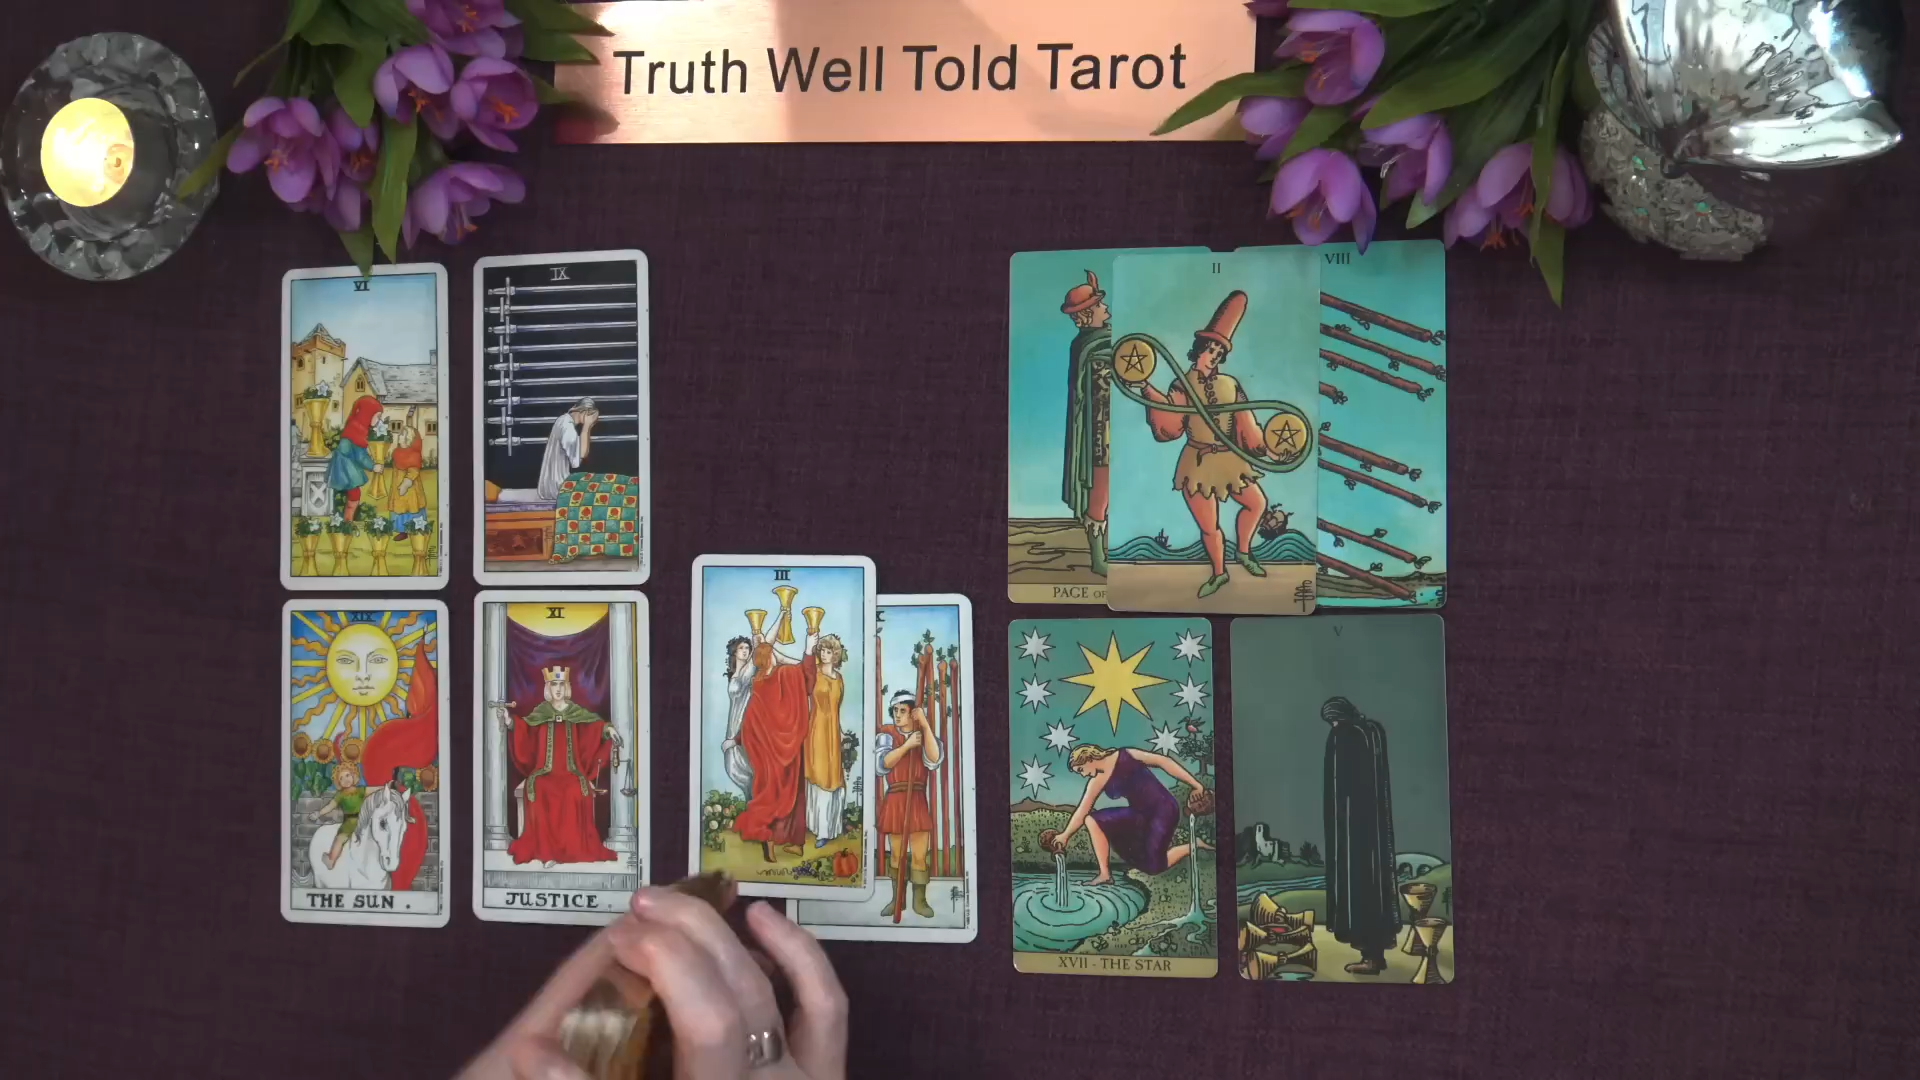 Truth Well Told Tarot
VI
IX
II
VIII
PAGE OF
XIX
THE SUN.
XI
JUSTICE.
III
XVII - THE STAR
V